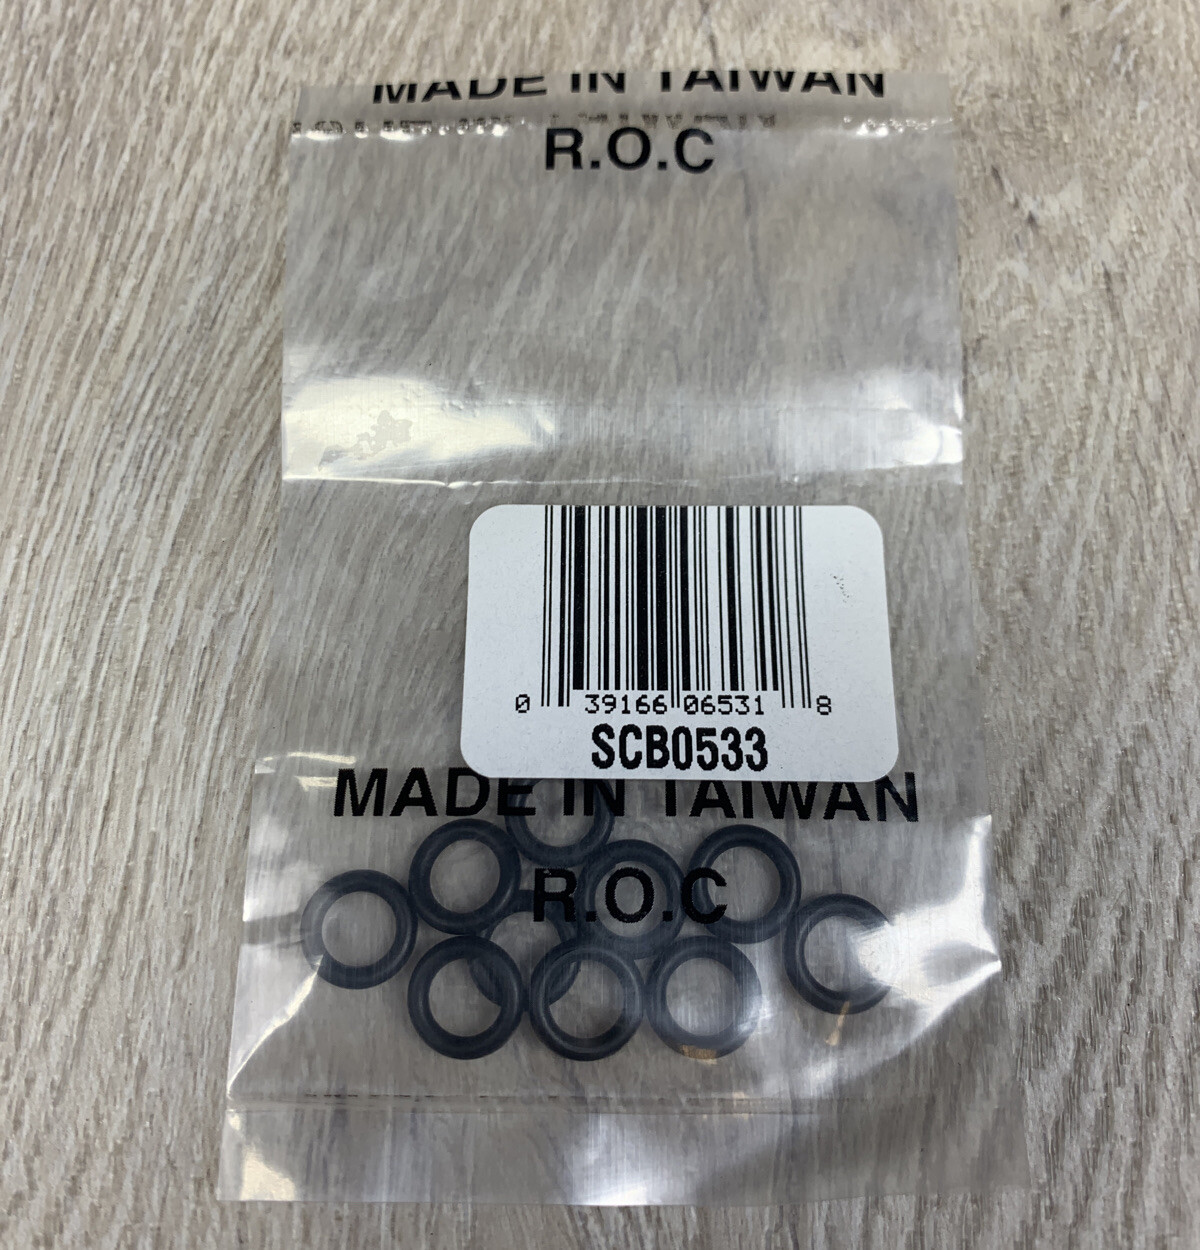 MADE IN TAIWAN
R.O.C
0 39166 06531 8
SCB0533
MADE IN TAIWAN
R.O.C